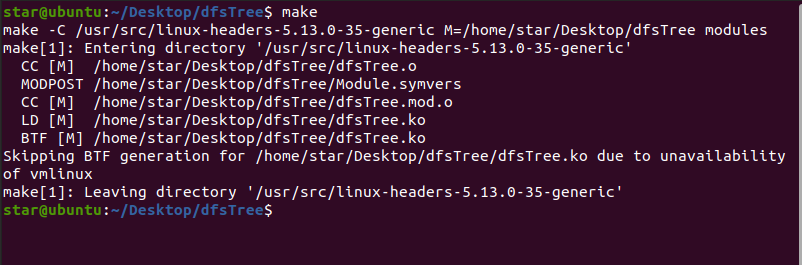 star@ubuntu:~/Desktop/dfsTree$ make
make -C /usr/src/linux-headers-5.13.0-35-generic M=/home/star/Desktop/dfsTree modules
make[1]: Entering directory '/usr/src/linux-headers-5.13.0-35-generic'
  CC [M]  /home/star/Desktop/dfsTree/dfsTree.o
  MODPOST /home/star/Desktop/dfsTree/Module.symvers
  CC [M]  /home/star/Desktop/dfsTree/dfsTree.mod.o
  LD [M]  /home/star/Desktop/dfsTree/dfsTree.ko
  BTF [M] /home/star/Desktop/dfsTree/dfsTree.ko
Skipping BTF generation for /home/star/Desktop/dfsTree/dfsTree.ko due to unavailability
of vmlinux
make[1]: Leaving directory '/usr/src/linux-headers-5.13.0-35-generic'
star@ubuntu:~/Desktop/dfsTree$